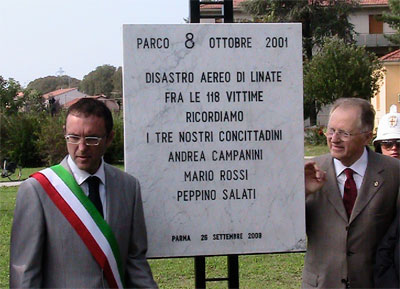 PARCO 8 OTTOBRE 2001
DISASTRO AEREO DI LINATE
FRA LE 118 VITTIME
RICORDIAMO
I TRE NOSTRI CONCITTADINI
ANDREA CAMPANINI
MARIO ROSSI
PEPPINO SALATI
PARMA 26 SETTEMBRE 2008